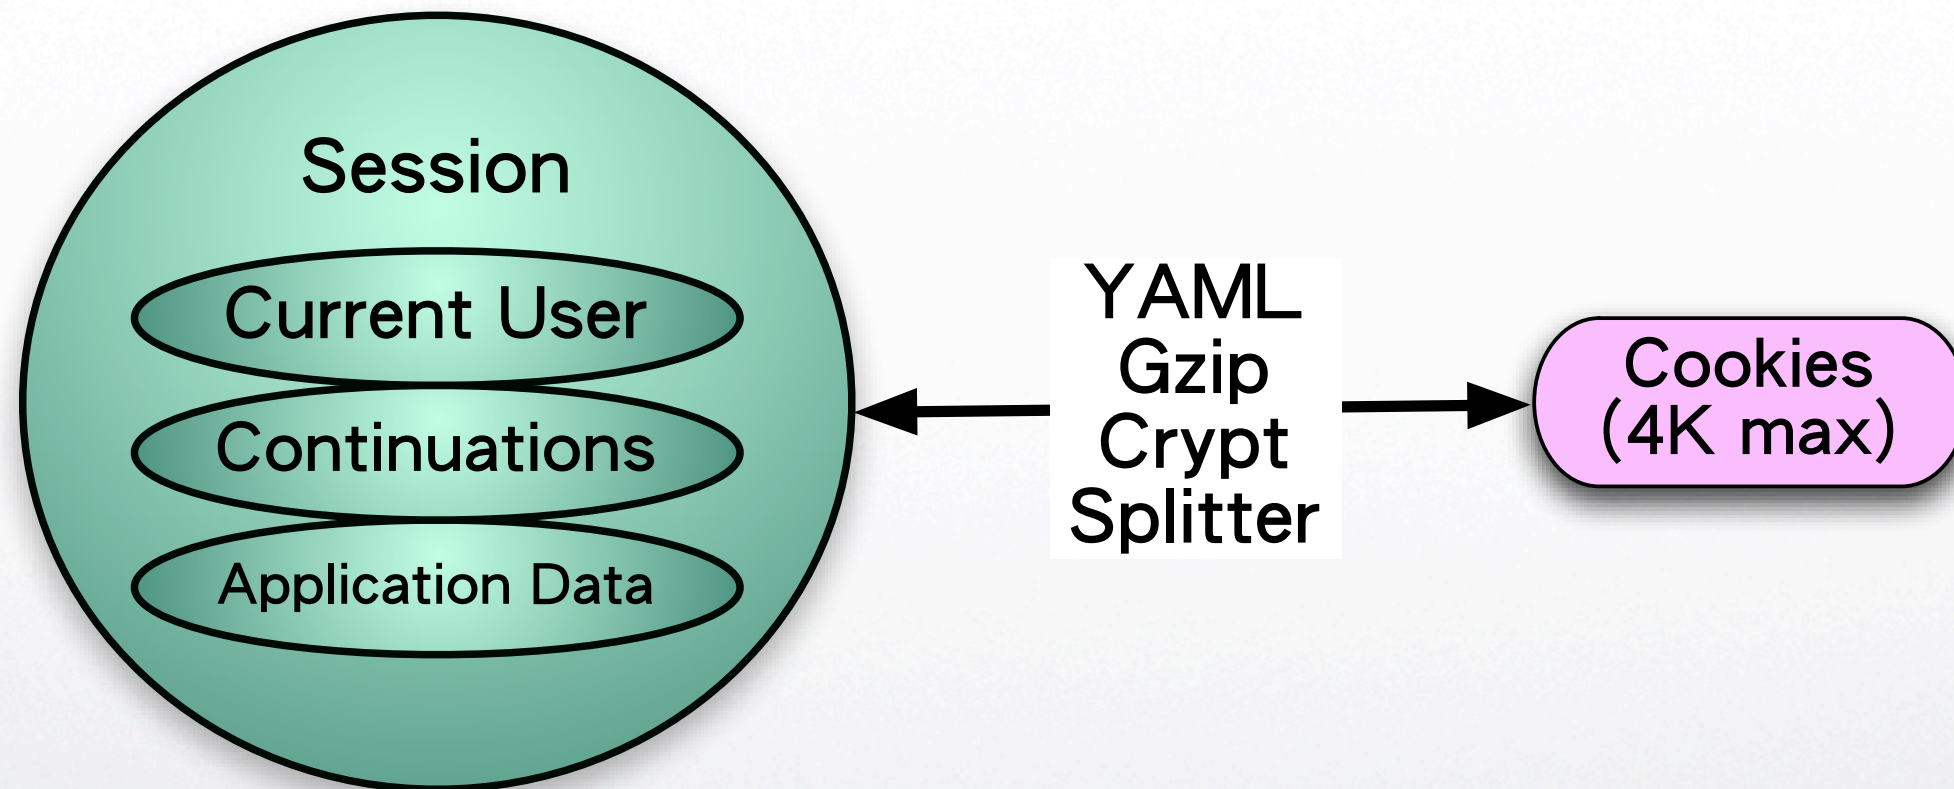 Session
Current User
Continuations
Application Data
YAML
Gzip
Crypt
Splitter
Cookies
(4K max)